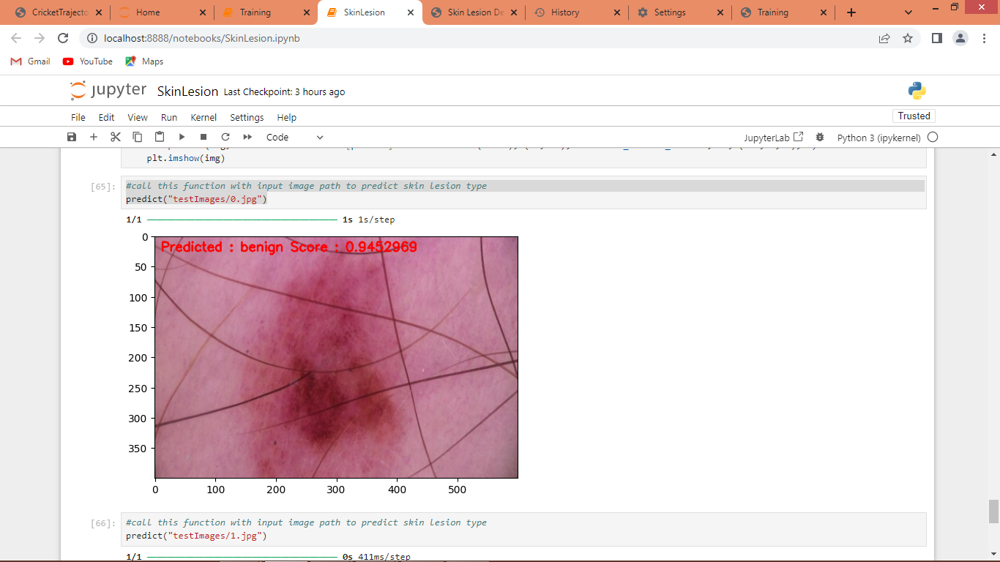 CricketTrajecto
Home
Training
SkinLesion
Skin Lesion De
History
Settings
Training
localhost:8888/notebooks/SkinLesion.ipynb
Gmail
YouTube
Maps
jupyter SkinLesion Last Checkpoint: 3 hours ago
File Edit View Run Kernel Settings Help
Trusted
Code
JupyterLab
Python 3 (ipykernel)
plt.imshow(img)
[65]:
#call this function with input image path to predict skin lesion type
predict("testImages/0.jpg")
1/1 1s 1s/step
Predicted : benign Score : 0.9452969
0
50
100
150
200
250
300
350
0 100 200 300 400 500
[66]:
#call this function with input image path to predict skin lesion type
predict("testImages/1.jpg")
1/1 0s 411ms/step